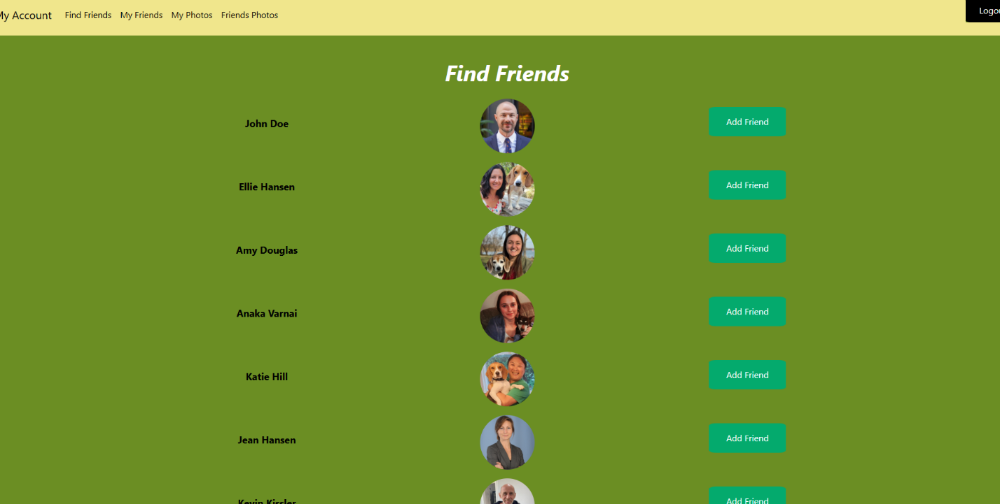 My Account Find Friends My Friends My Photos Friends Photos
Find Friends
John Doe Add Friend
Ellie Hansen Add Friend
Amy Douglas Add Friend
Anaka Varnai Add Friend
Katie Hill Add Friend
Jean Hansen Add Friend
Kevin Kissler Add Friend